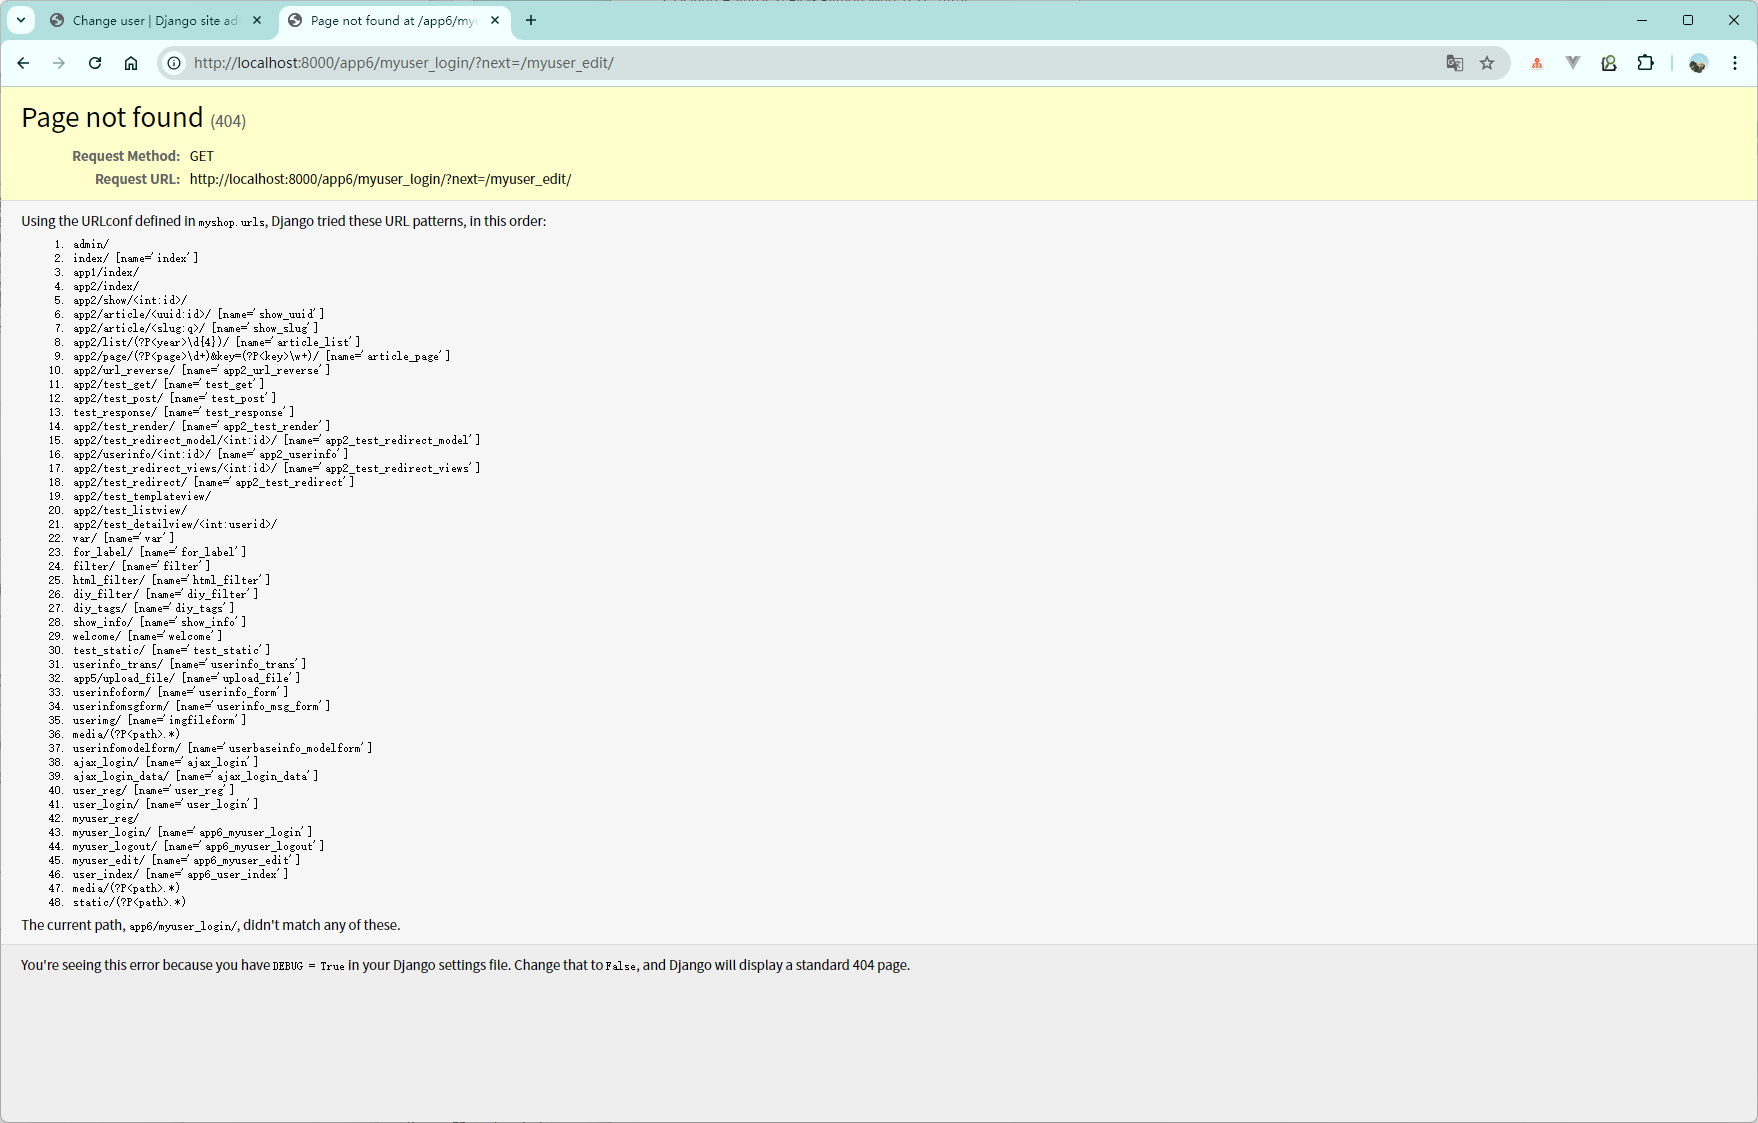 Change user | Django site ad
Page not found at /app6/myu
http://localhost:8000/app6/myuser_login/?next=/myuser_edit/
Page not found (404)
Request Method: GET
Request URL: http://localhost:8000/app6/myuser_login/?next=/myuser_edit/
Using the URLconf defined in myshop.urls, Django tried these URL patterns, in this order:
1. admin/
2. index/ [name='index']
3. app1/index/
4. app2/index/
5. app2/show/<int:id>/
6. app2/article/<uuid:id>/ [name='show_uuid']
7. app2/article/<slug:q>/ [name='show_slug']
8. app2/list/(?P<year>\d{4})/ [name='article_list']
9. app2/page/(?P<page>\d+)&key=(?P<key>\w+)/ [name='article_page']
10. app2/url_reverse/ [name='app2_url_reverse']
11. app2/test_get/ [name='test_get']
12. app2/test_post/ [name='test_post']
13. test_response/ [name='test_response']
14. app2/test_render/ [name='app2_test_render']
15. app2/test_redirect_model/<int:id>/ [name='app2_test_redirect_model']
16. app2/userinfo/<int:id>/ [name='app2_userinfo']
17. app2/test_redirect_views/<int:id>/ [name='app2_test_redirect_views']
18. app2/test_redirect/ [name='app2_test_redirect']
19. app2/test_templateview/
20. app2/test_listview/
21. app2/test_detailview/<int:userid>/
22. var/ [name='var']
23. for_label/ [name='for_label']
24. filter/ [name='filter']
25. html_filter/ [name='html_filter']
26. diy_filter/ [name='diy_filter']
27. diy_tags/ [name='diy_tags']
28. show_info/ [name='show_info']
29. welcome/ [name='welcome']
30. test_static/ [name='test_static']
31. userinfo_trans/ [name='userinfo_trans']
32. app5/upload_file/ [name='upload_file']
33. userinfoform/ [name='userinfo_form']
34. userinfomsgform/ [name='userinfo_msg_form']
35. userimg/ [name='imgfileform']
36. media/(?P<path>.*)
37. userinfomodelform/ [name='userbaseinfo_modelform']
38. ajax_login/ [name='ajax_login']
39. ajax_login_data/ [name='ajax_login_data']
40. user_reg/ [name='user_reg']
41. user_login/ [name='user_login']
42. myuser_reg/
43. myuser_login/ [name='app6_myuser_login']
44. myuser_logout/ [name='app6_myuser_logout']
45. myuser_edit/ [name='app6_myuser_edit']
46. user_index/ [name='app6_user_index']
47. media/(?P<path>.*)
48. static/(?P<path>.*)
The current path, app6/myuser_login/, didn't match any of these.
You're seeing this error because you have DEBUG = True in your Django settings file. Change that to False, and Django will display a standard 404 page.